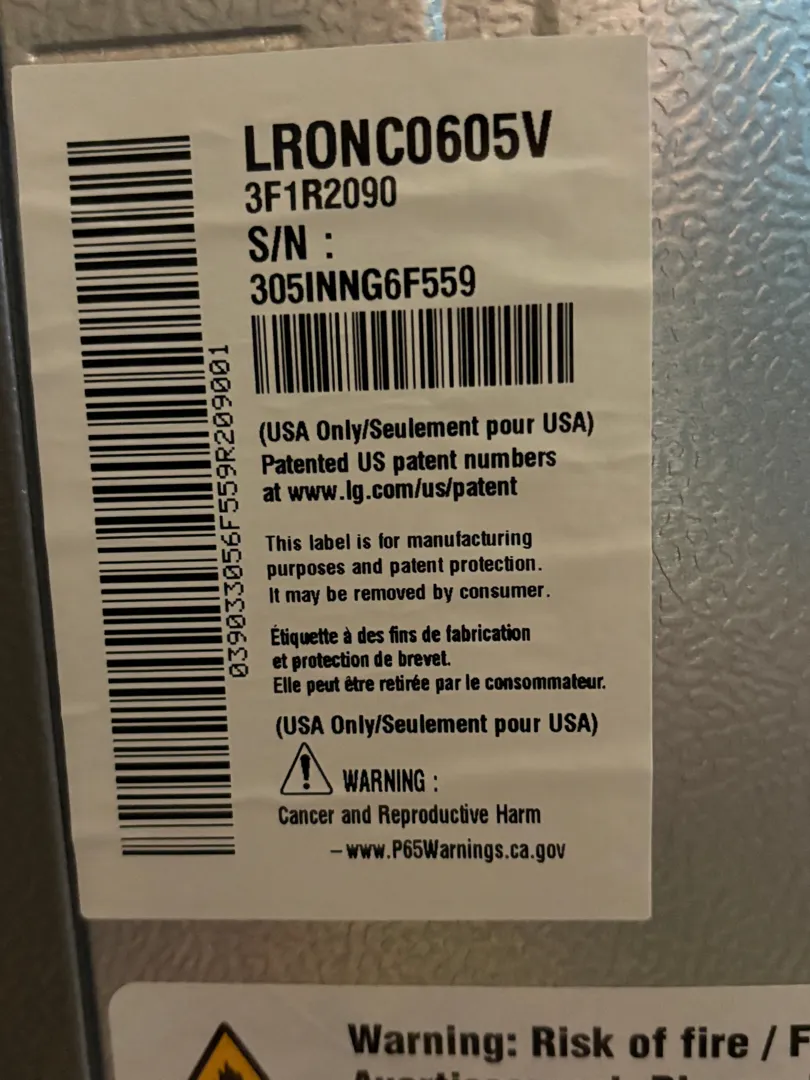 LRONC0605V
3F1R2090
S/N :
305INNG6F559
039033056F559R209001
(USA Only/Seulement pour USA)
Patented US patent numbers
at www.lg.com/us/patent
This label is for manufacturing
purposes and patent protection.
It may be removed by consumer.
Étiquette à des fins de fabrication
et protection de brevet.
Elle peut être retirée par le consommateur.
(USA Only/Seulement pour USA)
WARNING :
Cancer and Reproductive Harm
–www.P65Warnings.ca.gov
Warning: Risk of fire / F